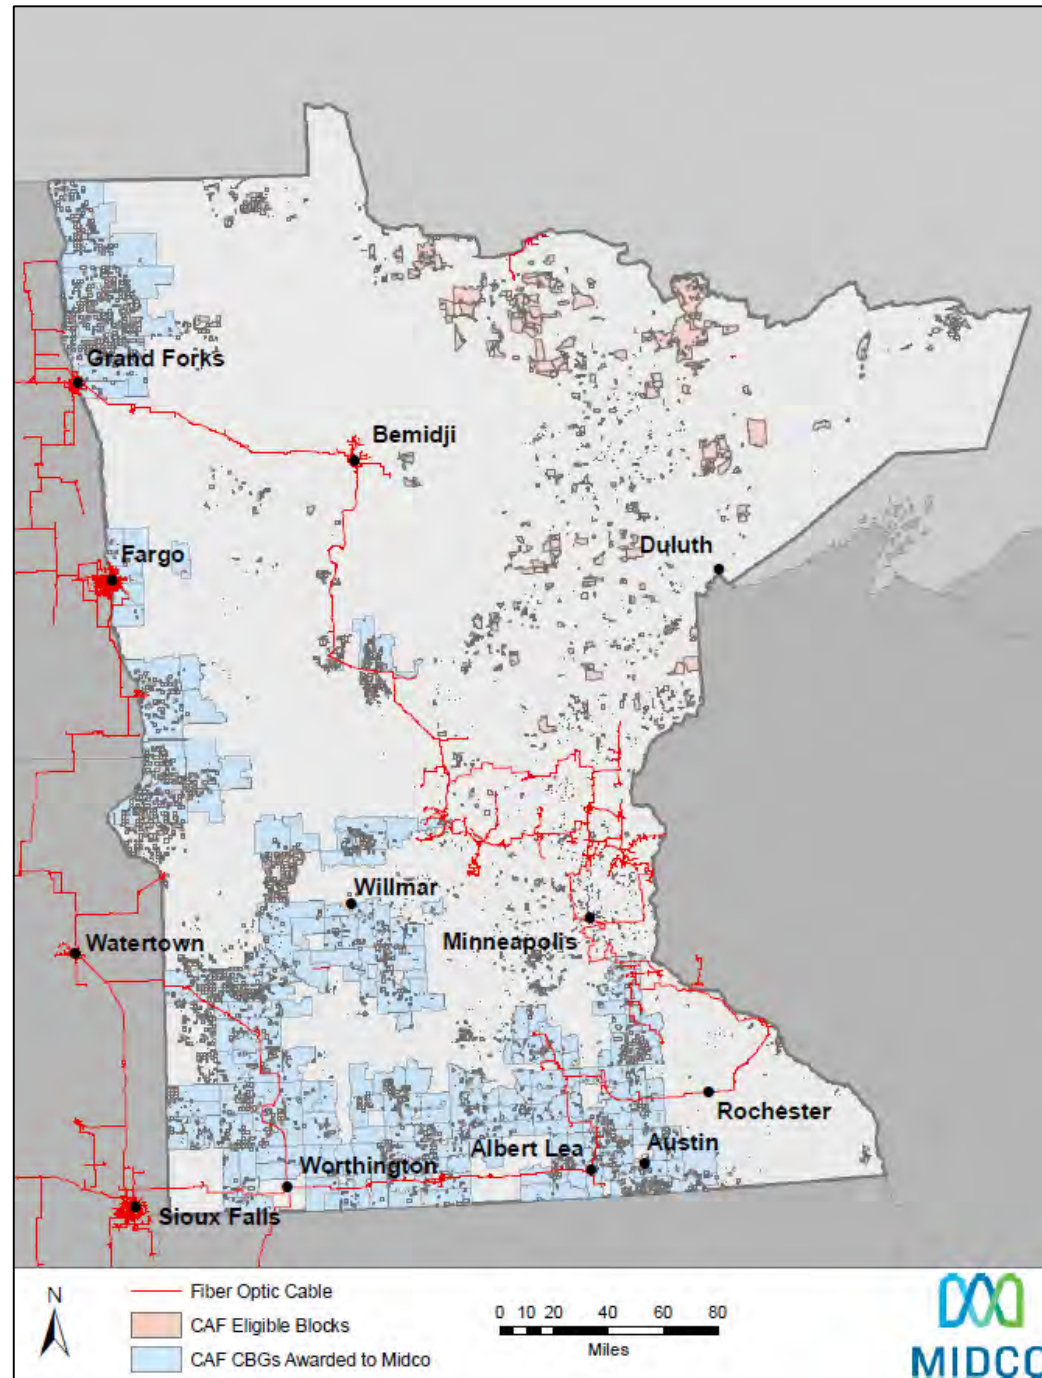 Grand Forks
Bemidji
Fargo
Duluth
Willmar
Watertown
Minneapolis
Rochester
Albert Lea
Austin
Worthington
Sioux Falls
N
Fiber Optic Cable
CAF Eligible Blocks
CAF CBGs Awarded to Midco
0 10 20 40 60 80
Miles
MIDCO